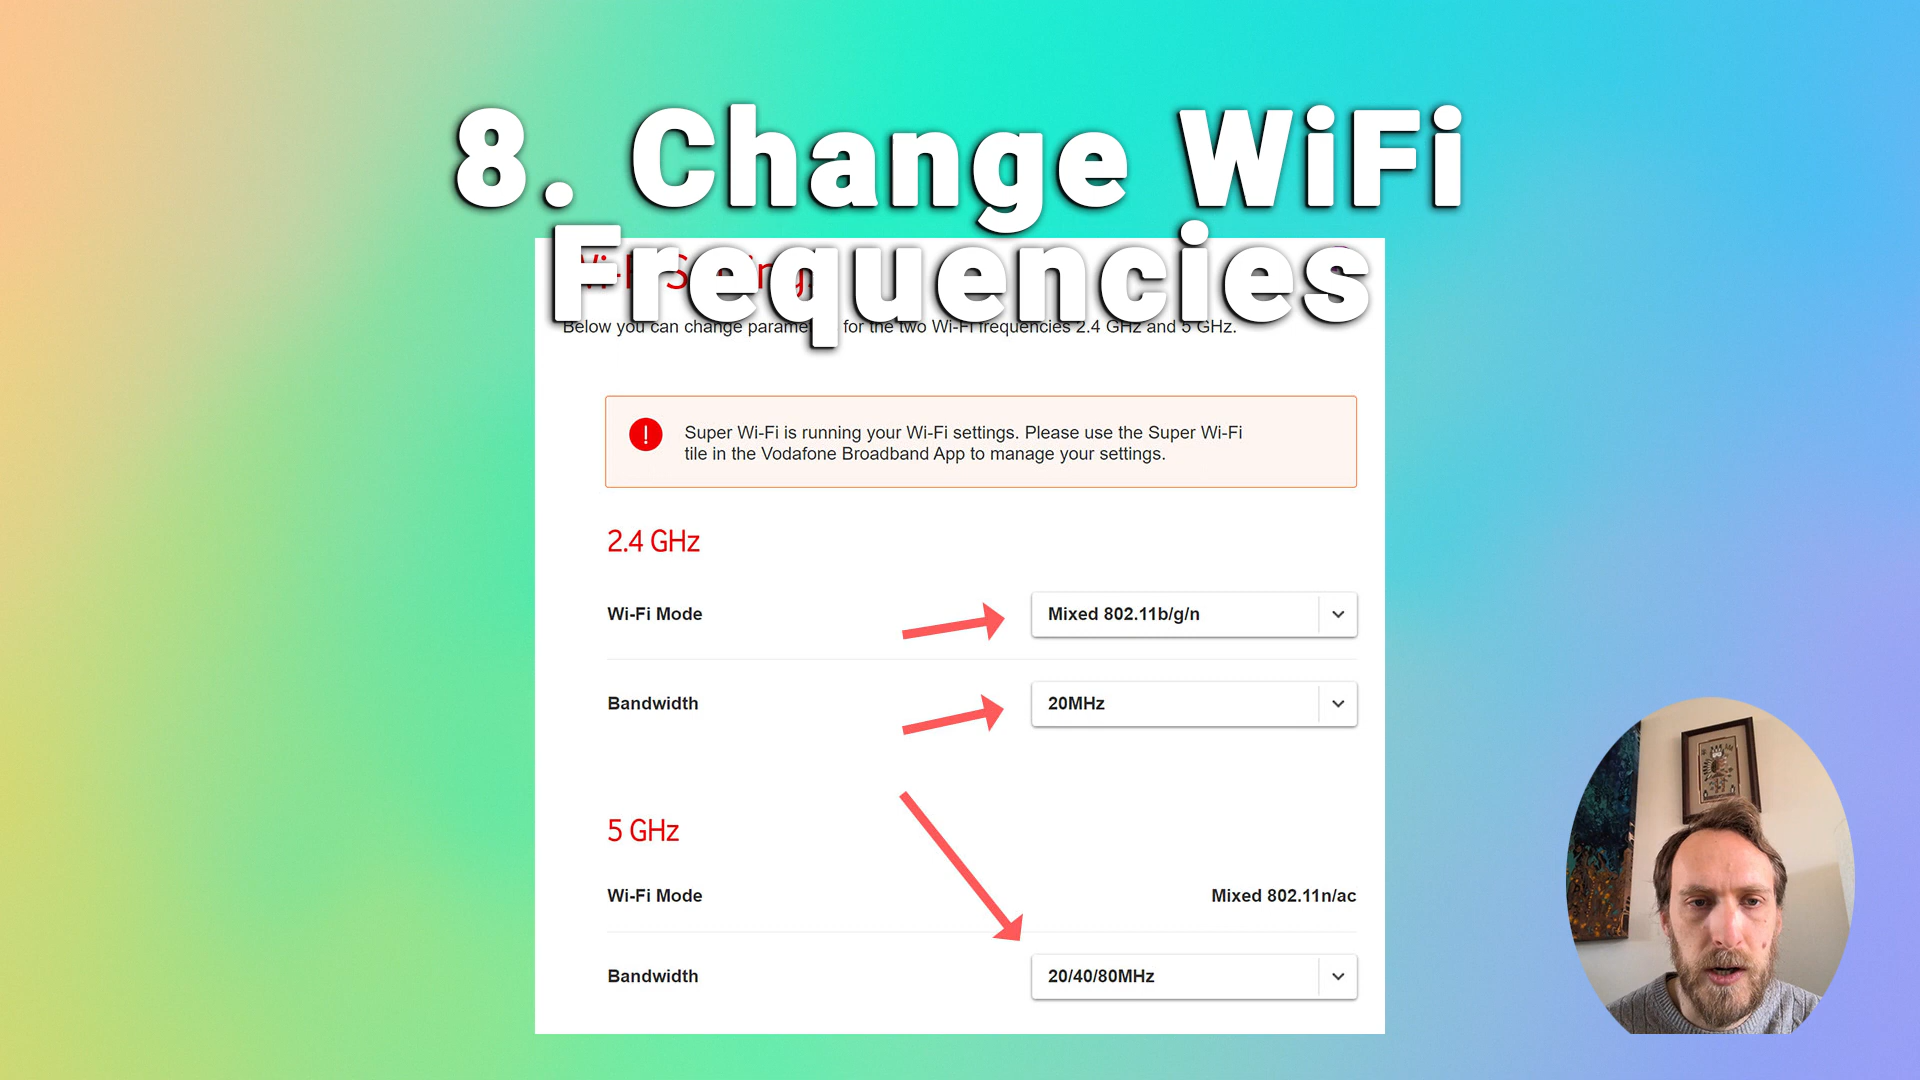 8. Change WiFi
Frequencies
Below you can change for the two Wi-Fi frequencies 2.4 GHz and 5 GHz.
Super Wi-Fi is running your Wi-Fi settings. Please use the Super Wi-Fi
tile in the Vodafone Broadband App to manage your settings.
2.4 GHz
Wi-Fi Mode
Mixed 802.11b/g/n
Bandwidth
20MHz
5 GHz
Wi-Fi Mode
Mixed 802.11n/ac
Bandwidth
20/40/80MHz